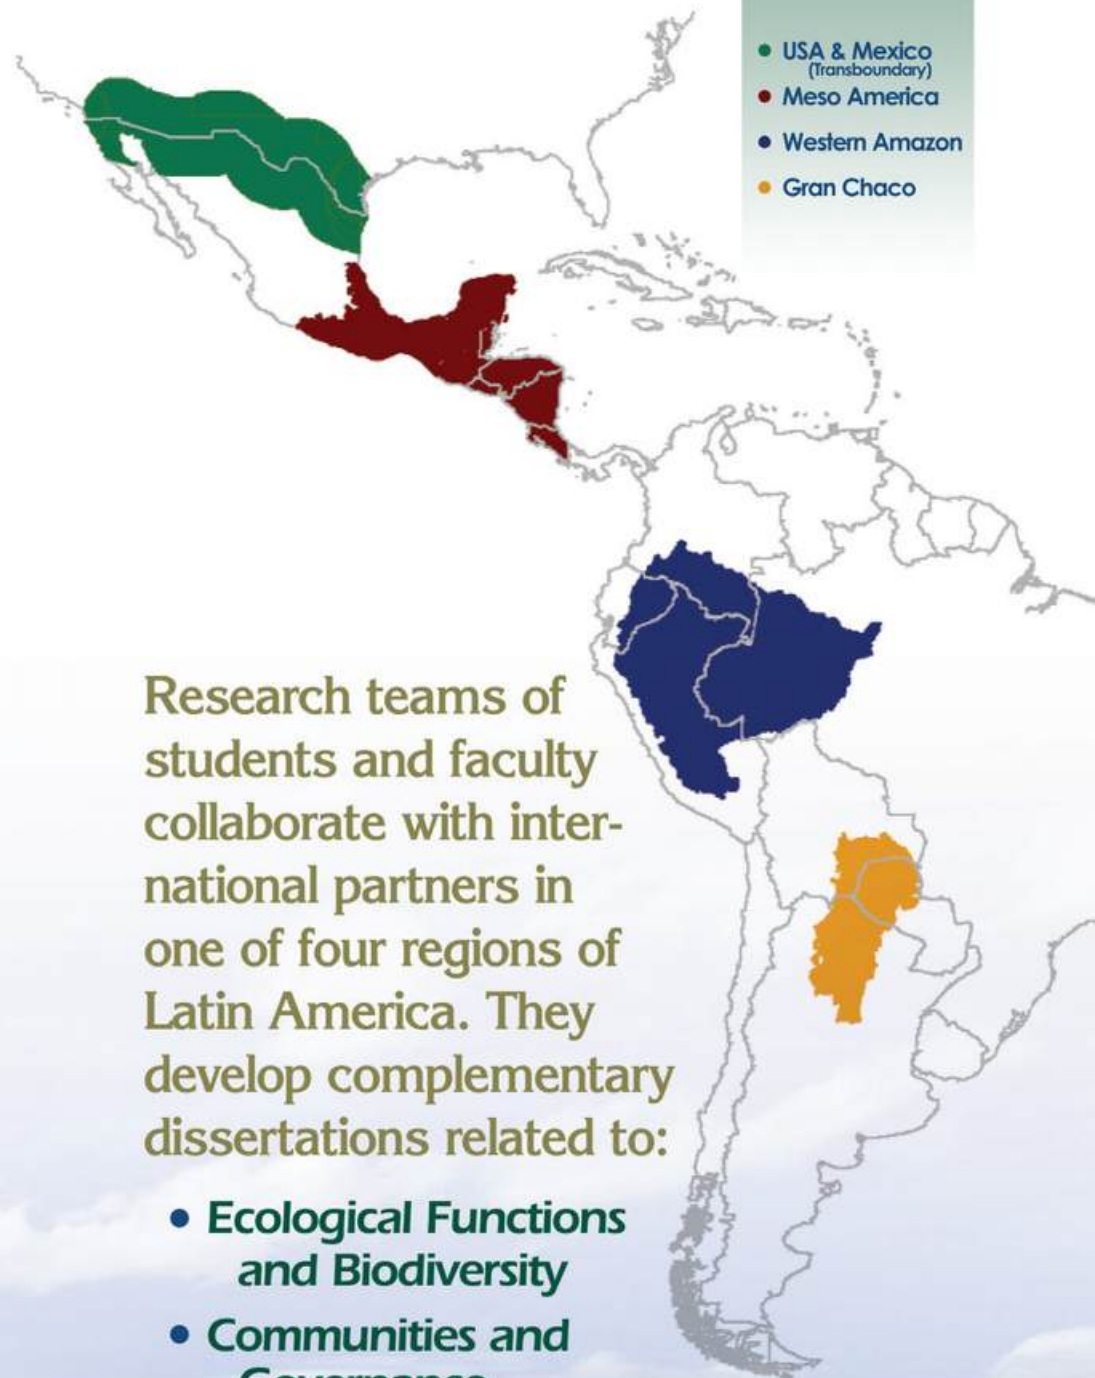 • USA & Mexico
(Transboundary)
• Meso America
• Western Amazon
• Gran Chaco
Research teams of
students and faculty
collaborate with inter-
national partners in
one of four regions of
Latin America. They
develop complementary
dissertations related to:
• Ecological Functions
and Biodiversity
• Communities and
Governance